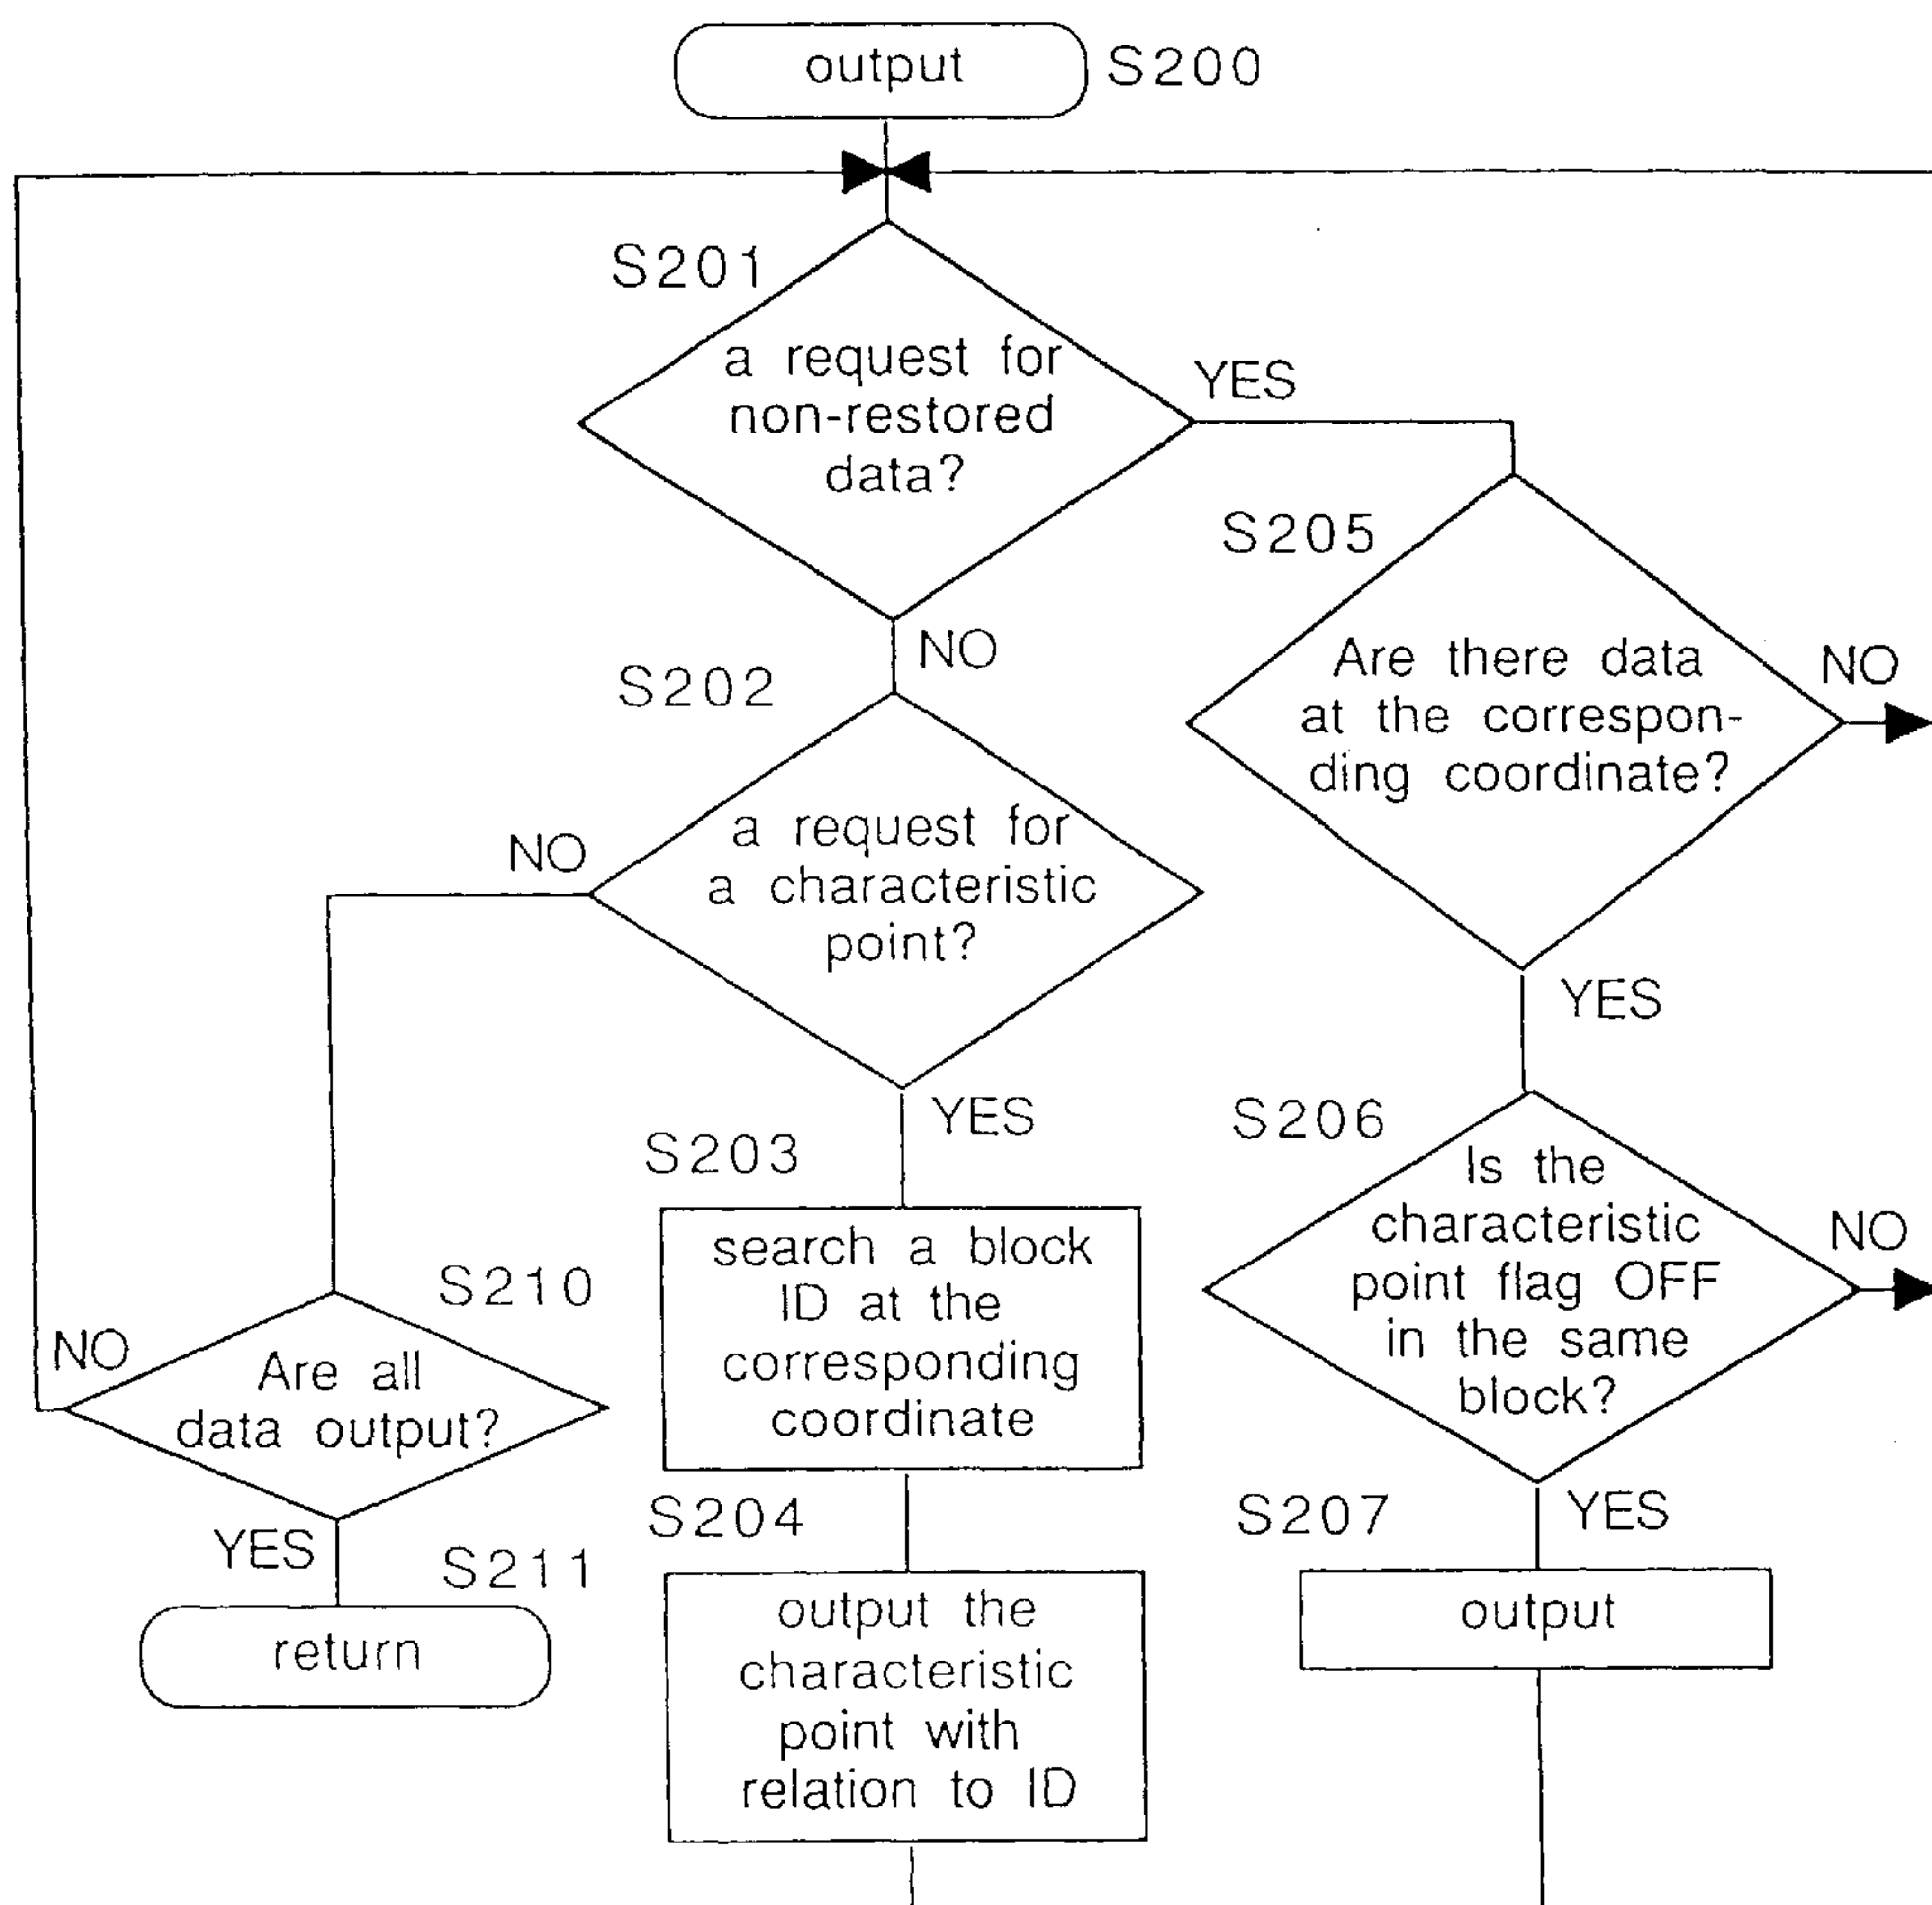 output
S200
S201
a request for
non-restored
data?
YES
NO
S205
Are there data
at the correspon-
ding coordinate?
NO
YES
S202
a request for
a characteristic
point?
NO
YES
S203
search a block
ID at the
corresponding
coordinate
S206
Is the
characteristic
point flag OFF
in the same
block?
NO
YES
S210
Are all
data output?
NO
YES
S211
return
S204
output the
characteristic
point with
relation to ID
S207
output